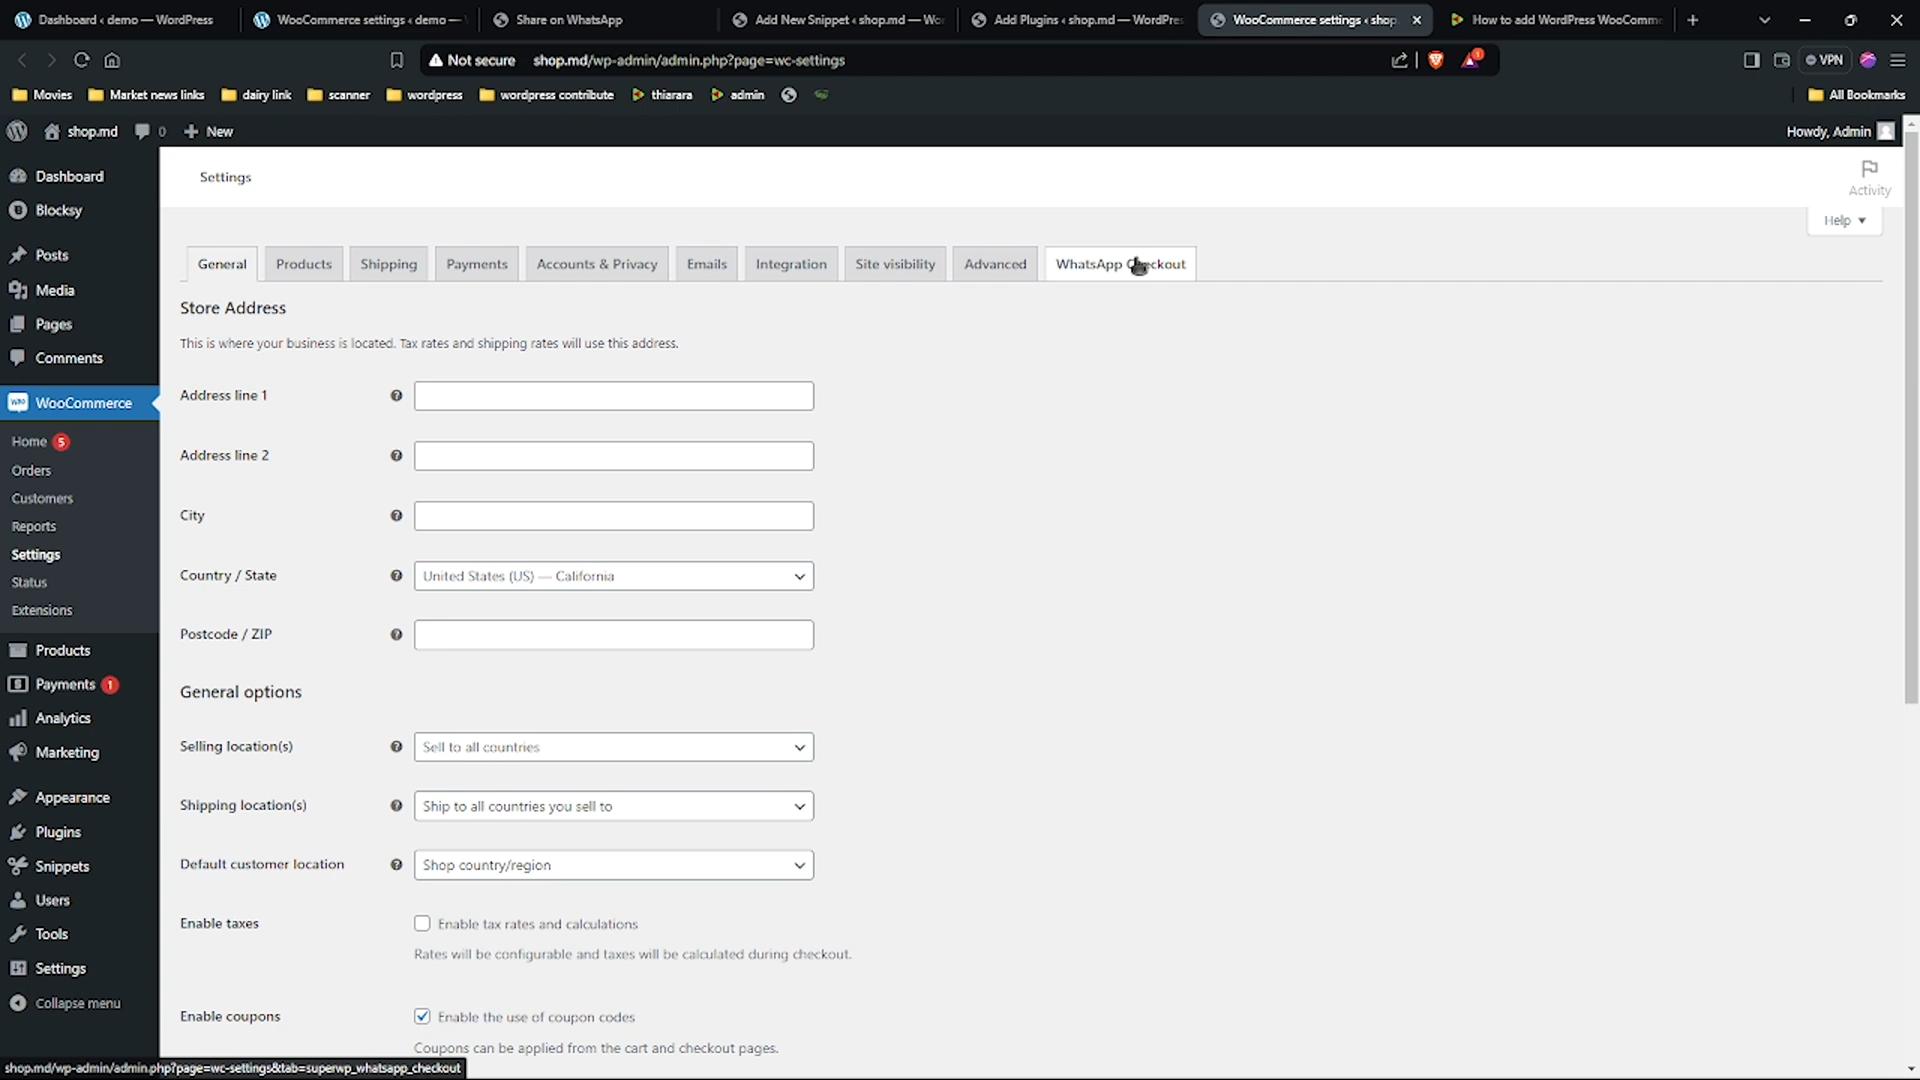 Dashboard ‹ demo — WordPress
WooCommerce settings ‹ demo —
Share on WhatsApp
Add New Snippet ‹ shop.md — Wo
Add Plugins ‹ shop.md — WordPre
WooCommerce settings ‹ shop
How to add WordPress WooComm
Not secure shop.md/wp-admin/admin.php?page=wc-settings
1
VPN
Movies
Market news links
dairy link
scanner
wordpress
wordpress contribute
thiarara
admin
All Bookmarks
shop.md
0
New
Howdy, Admin
Dashboard
Blocksy
Posts
Media
Pages
Comments
woo WooCommerce
Home 5
Orders
Customers
Reports
Settings
Status
Extensions
Products
Payments 1
Analytics
Marketing
Appearance
Plugins
Snippets
Users
Tools
Settings
Collapse menu
Settings
Activity
Help
General
Products
Shipping
Payments
Accounts & Privacy
Emails
Integration
Site visibility
Advanced
WhatsApp
Store Address
This is where your business is located. Tax rates and shipping rates will use this address.
Address line 1
Address line 2
City
Country / State
United States (US) — California
Postcode / ZIP
General options
Selling location(s)
Sell to all countries
Shipping location(s)
Ship to all countries you sell to
Default customer location
Shop country/region
Enable taxes
Enable tax rates and calculations
Rates will be configurable and taxes will be calculated during checkout.
Enable coupons
Enable the use of coupon codes
Coupons can be applied from the cart and checkout pages.
shop.md/wp-admin/admin.php?page=wc-settings&tab=superwp_whatsapp_checkout